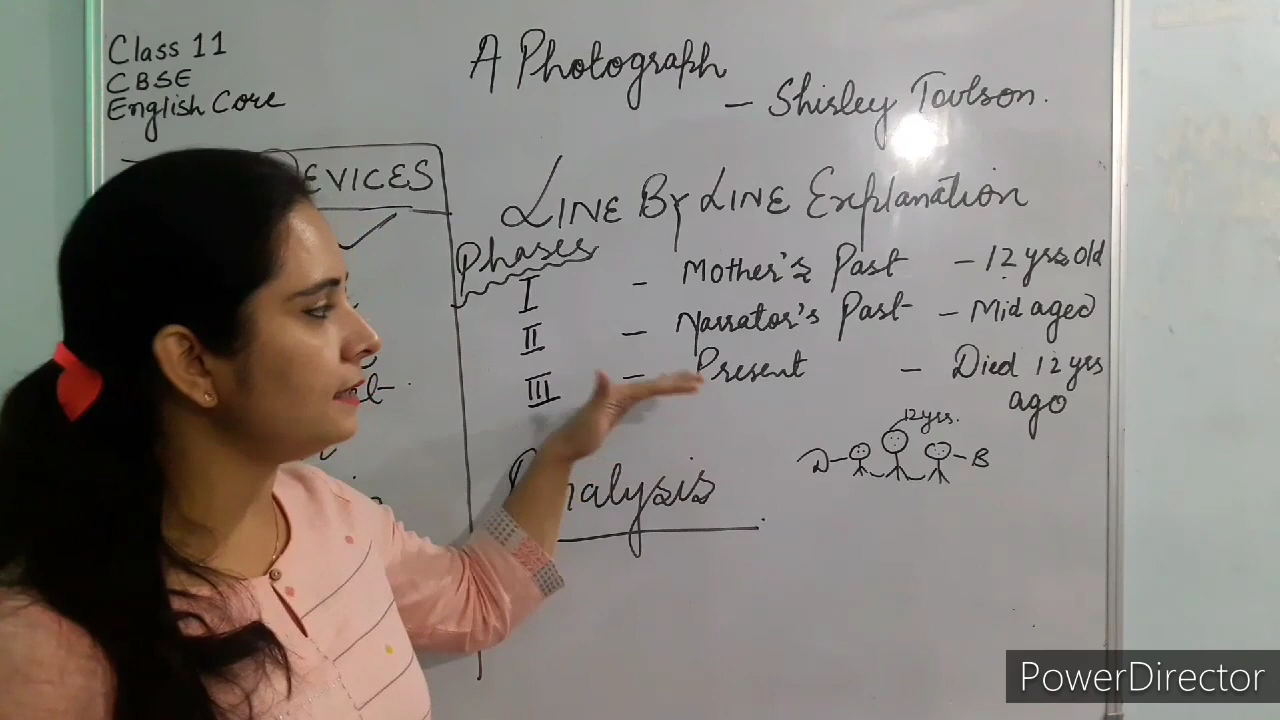 Class 11
CBSE
English Core
A Photograph
- Shirley Toulson.
EVICES
LINE BY LINE Explanation
Phases
I - Mother's Past - 12 yrs old
II - Narrator's Past - Mid aged
III - Present - Died 12 yrs
ago
12 yrs.
D B
nalysis
PowerDirector